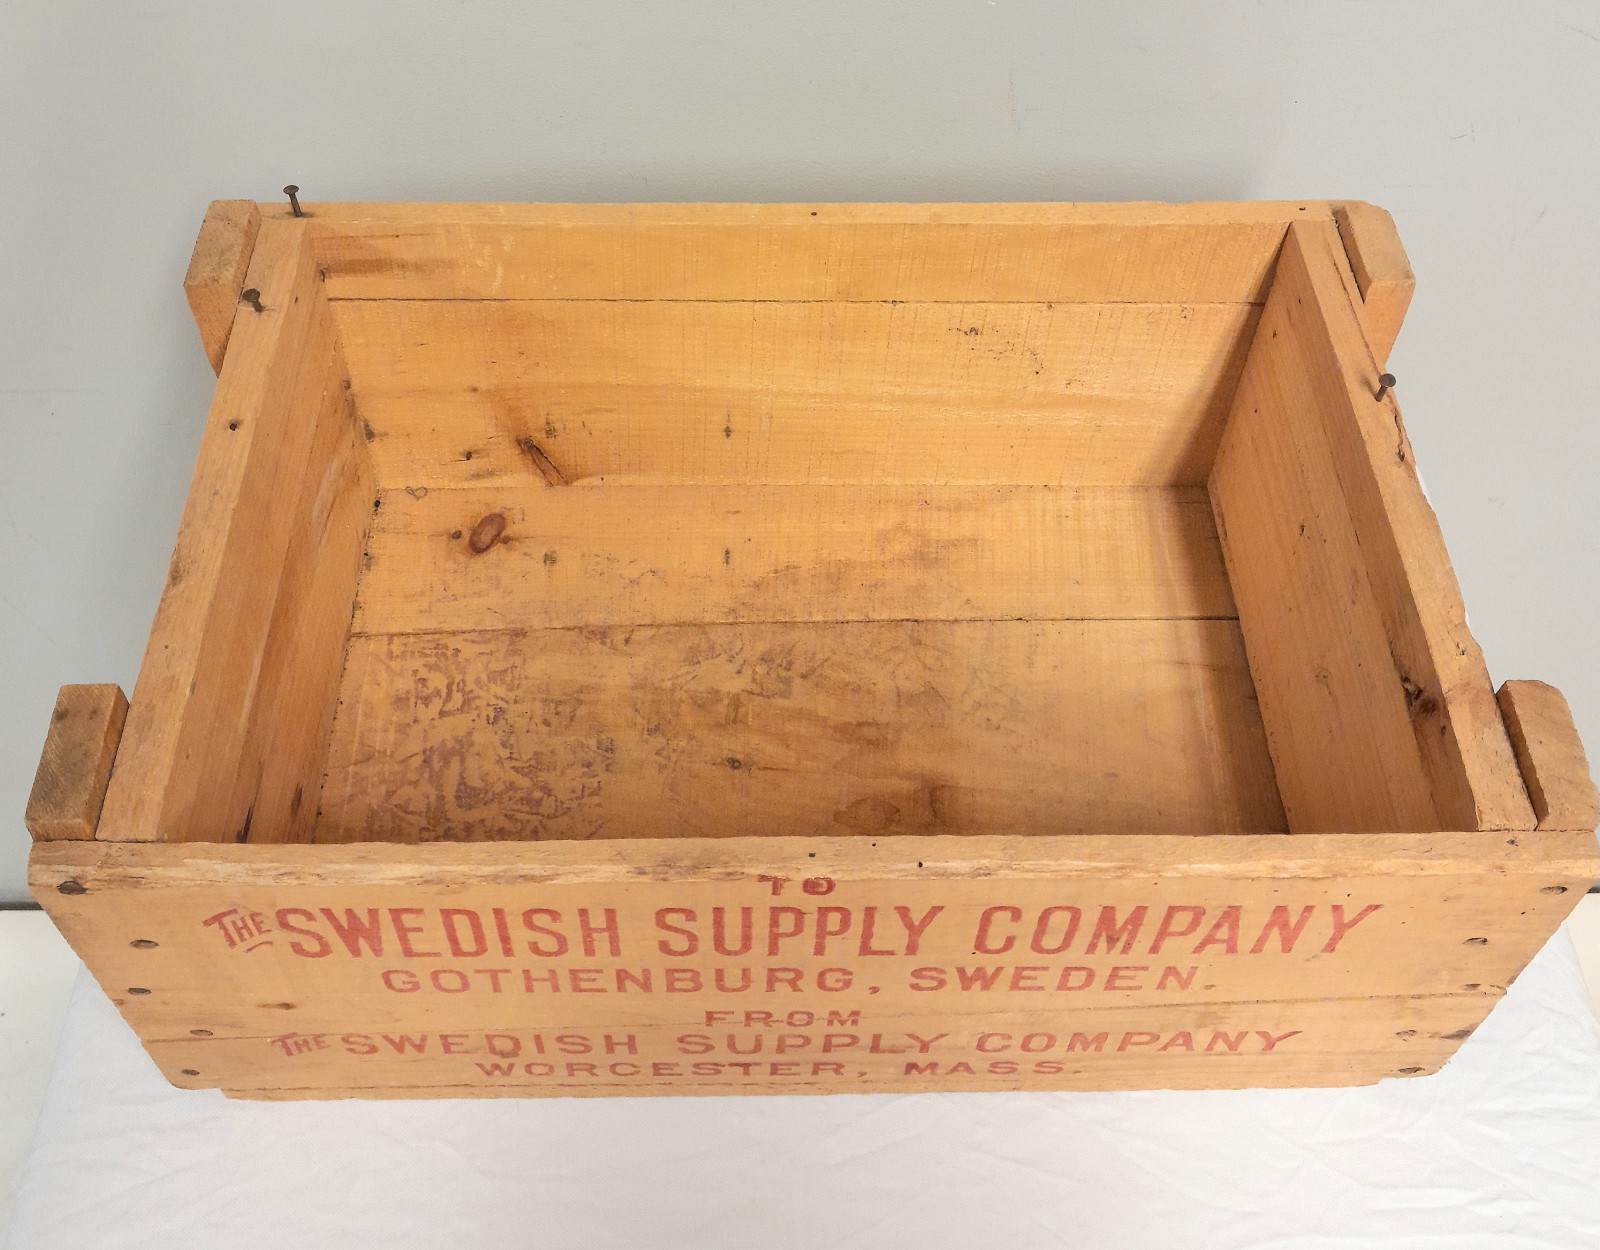 TO
THE SWEDISH SUPPLY COMPANY
GOTHENBURG, SWEDEN.
FROM
THE SWEDISH SUPPLY COMPANY
WORCESTER, MASS.